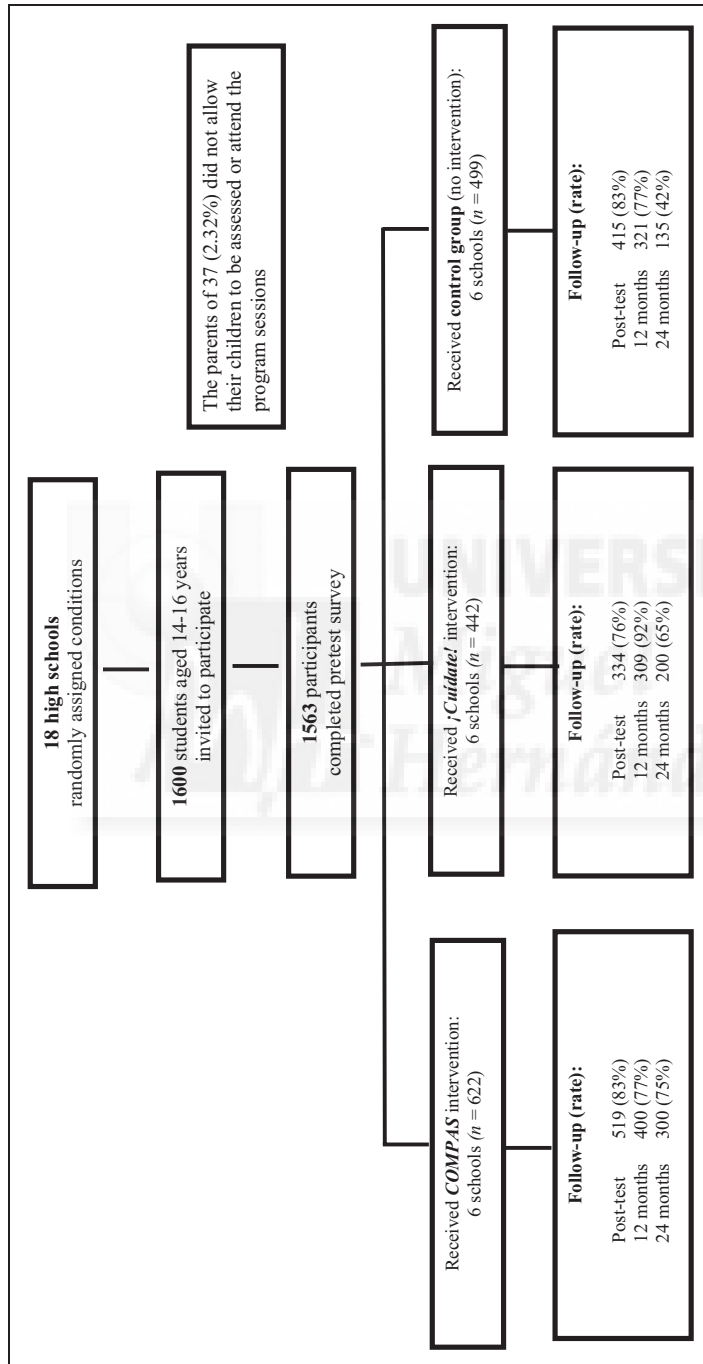 18 high schools
randomly assigned conditions
1600 students aged 14-16 years
invited to participate
The parents of 37 (2.32%) did not allow
their children to be assessed or attend the
program sessions
1563 participants
completed pretest survey
Received COMPAS intervention:
6 schools (n = 622)
Received ¡Cuídate! intervention:
6 schools (n = 442)
Received control group (no intervention):
6 schools (n = 499)
Follow-up (rate):
Post-test 519 (83%)
12 months 400 (77%)
24 months 300 (75%)
Follow-up (rate):
Post-test 334 (76%)
12 months 309 (92%)
24 months 200 (65%)
Follow-up (rate):
Post-test 415 (83%)
12 months 321 (77%)
24 months 135 (42%)
UNIVERS
Miguel
Hernánd